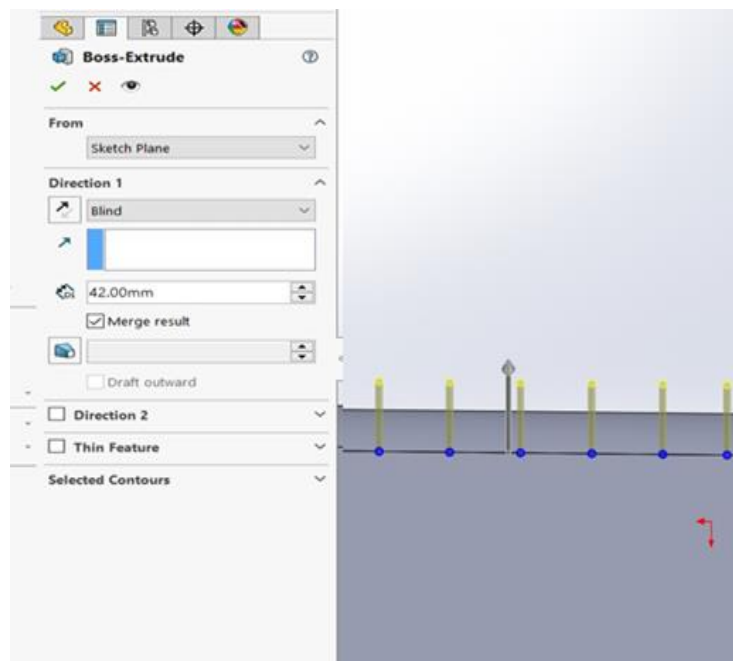 Boss-Extrude
From
Sketch Plane
Direction 1
Blind
42.00mm
Merge result
Draft outward
Direction 2
Thin Feature
Selected Contours